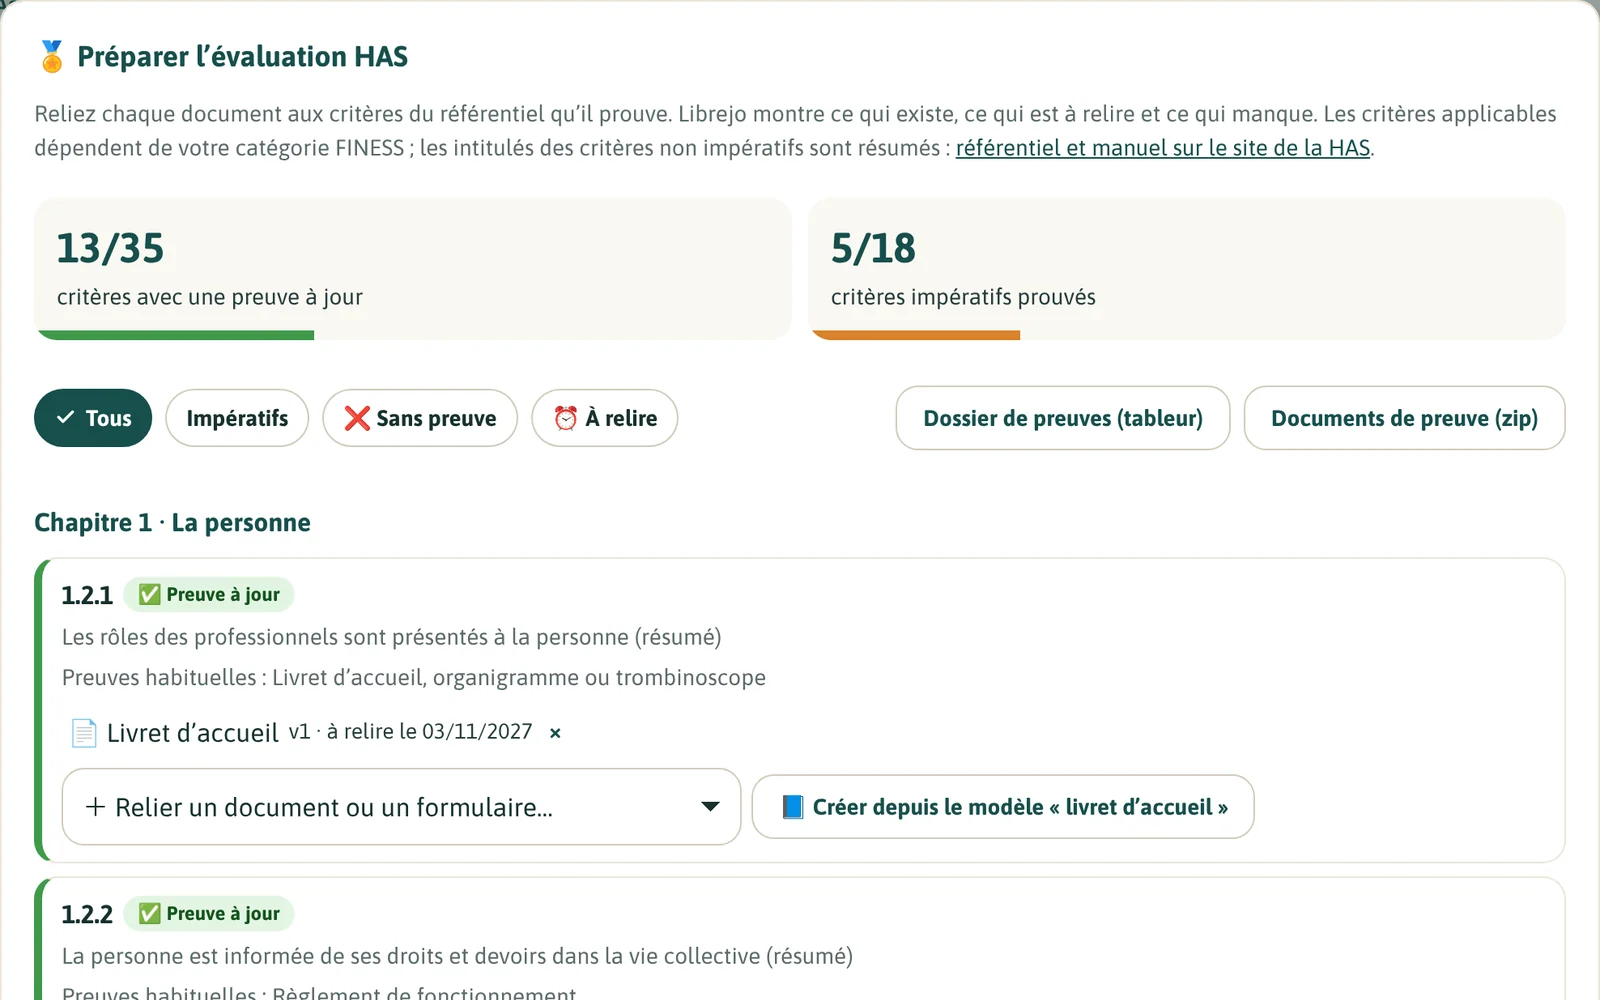 Préparer l’évaluation HAS
Reliez chaque document aux critères du référentiel qu’il prouve. Librejo montre ce qui existe, ce qui est à relire et ce qui manque. Les critères applicables
dépendent de votre catégorie FINESS ; les intitulés des critères non impératifs sont résumés : référentiel et manuel sur le site de la HAS.
13/35
critères avec une preuve à jour
5/18
critères impératifs prouvés
Tous
Impératifs
Sans preuve
À relire
Dossier de preuves (tableur)
Documents de preuve (zip)
Chapitre 1 · La personne
1.2.1 Preuve à jour
Les rôles des professionnels sont présentés à la personne (résumé)
Preuves habituelles : Livret d’accueil, organigramme ou trombinoscope
Livret d’accueil v1 · à relire le 03/11/2027 ×
+ Relier un document ou un formulaire…
Créer depuis le modèle « livret d’accueil »
1.2.2 Preuve à jour
La personne est informée de ses droits et devoirs dans la vie collective (résumé)
Preuves habituelles : Règlement de fonctionnement